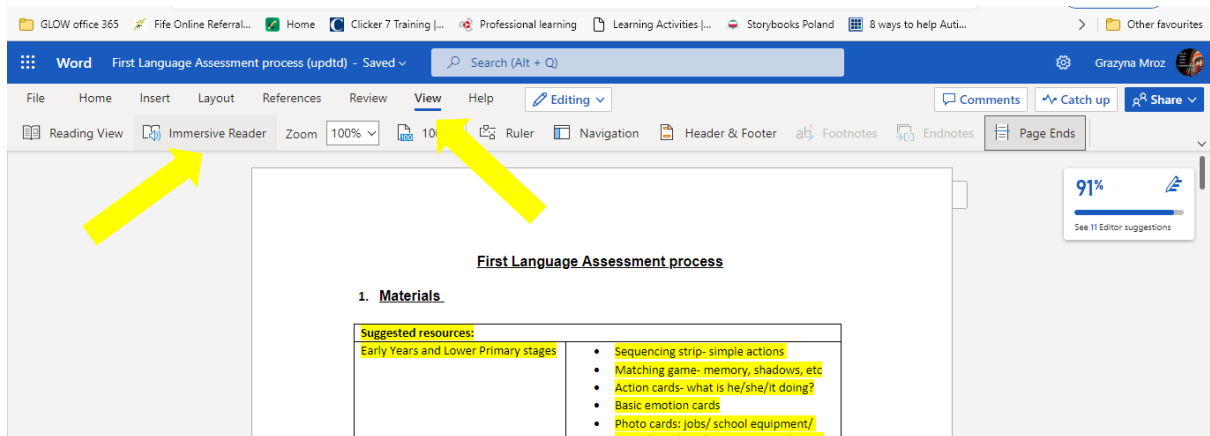 GLOW office 365 Fife Online Referral... Home Clicker 7 Training |... Professional learning Learning Activities |... Storybooks Poland 8 ways to help Auti... Other favourites
Word First Language Assessment process (updtd) - Saved Search (Alt + Q) Grazyna Mroz
File Home Insert Layout References Review View Help Editing Comments Catch up Share
Reading View Immersive Reader Zoom 100% Ruler Navigation Header & Footer Footnotes Endnotes Page Ends
91%
See 11 Editor suggestions
First Language Assessment process
1. Materials
Suggested resources:
Early Years and Lower Primary stages • Sequencing strip- simple actions
• Matching game- memory, shadows, etc
• Action cards- what is he/she/it doing?
• Basic emotion cards
• Photo cards: jobs/ school equipment/